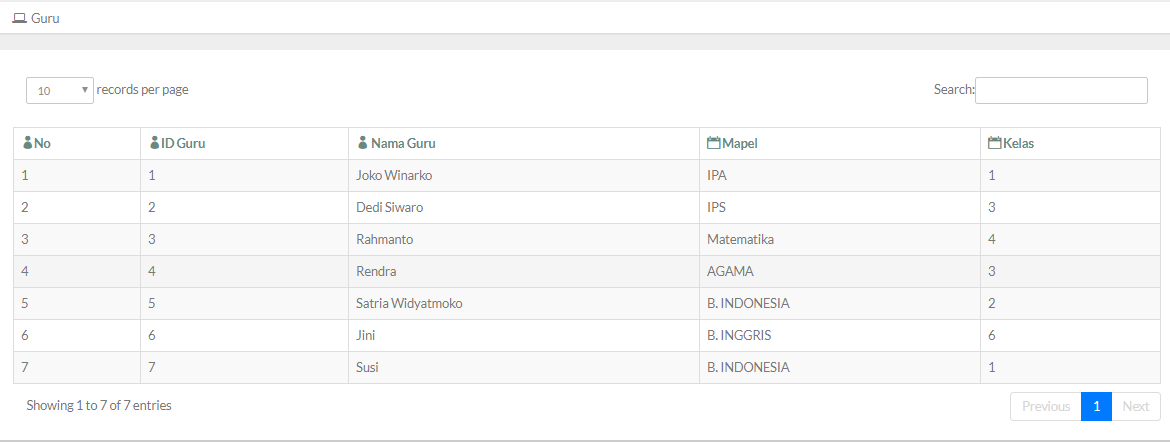 Guru
10 records per page Search:
No ID Guru Nama Guru Mapel Kelas
1 1 Joko Winarko IPA 1
2 2 Dedi Siwaro IPS 3
3 3 Rahmanto Matematika 4
4 4 Rendra AGAMA 3
5 5 Satria Widyatmoko B. INDONESIA 2
6 6 Jini B. INGGRIS 6
7 7 Susi B. INDONESIA 1
Showing 1 to 7 of 7 entries Previous 1 Next